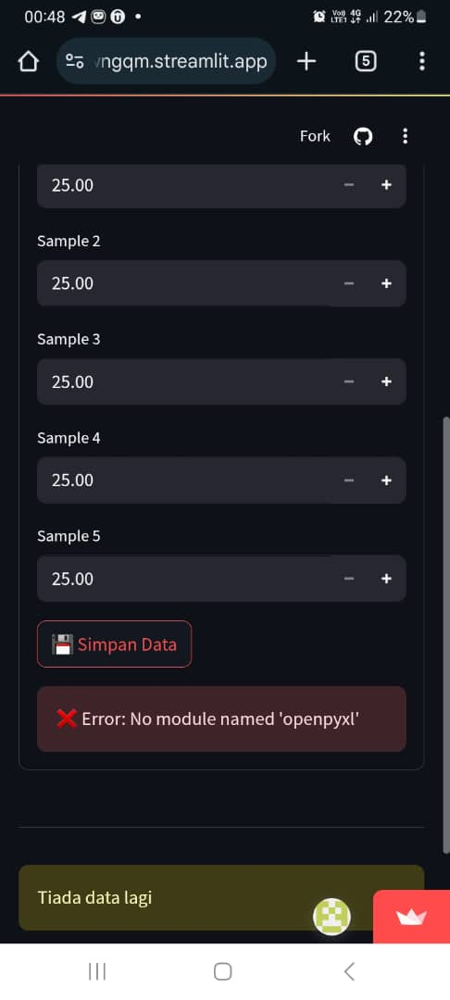 00:48
Vo)) 4G
LTE1
22%
ngqm.streamlit.app
5
Fork
25.00
Sample 2
25.00
Sample 3
25.00
Sample 4
25.00
Sample 5
25.00
Simpan Data
Error: No module named 'openpyxl'
Tiada data lagi